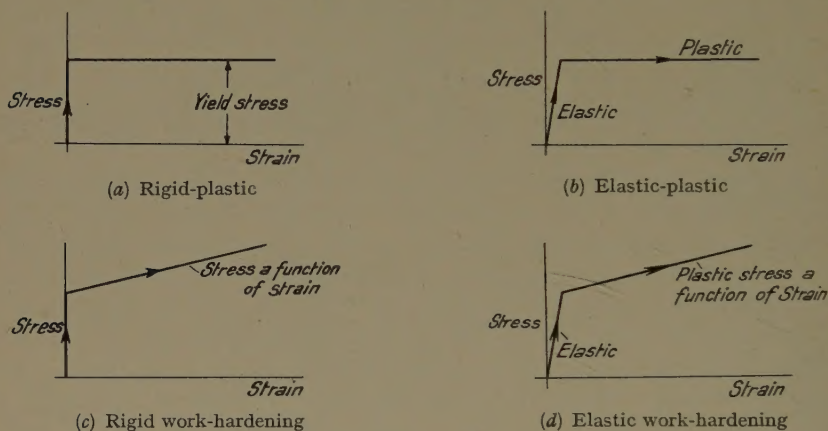 Stress
Yield stress
Strain
(a) Rigid-plastic
Plastic
Stress
Elastic
Strain
(b) Elastic-plastic
Stress a function
of strain
Stress
Strain
(c) Rigid work-hardening
Plastic stress a
function of Strain
Stress
Elastic
Strain
(d) Elastic work-hardening